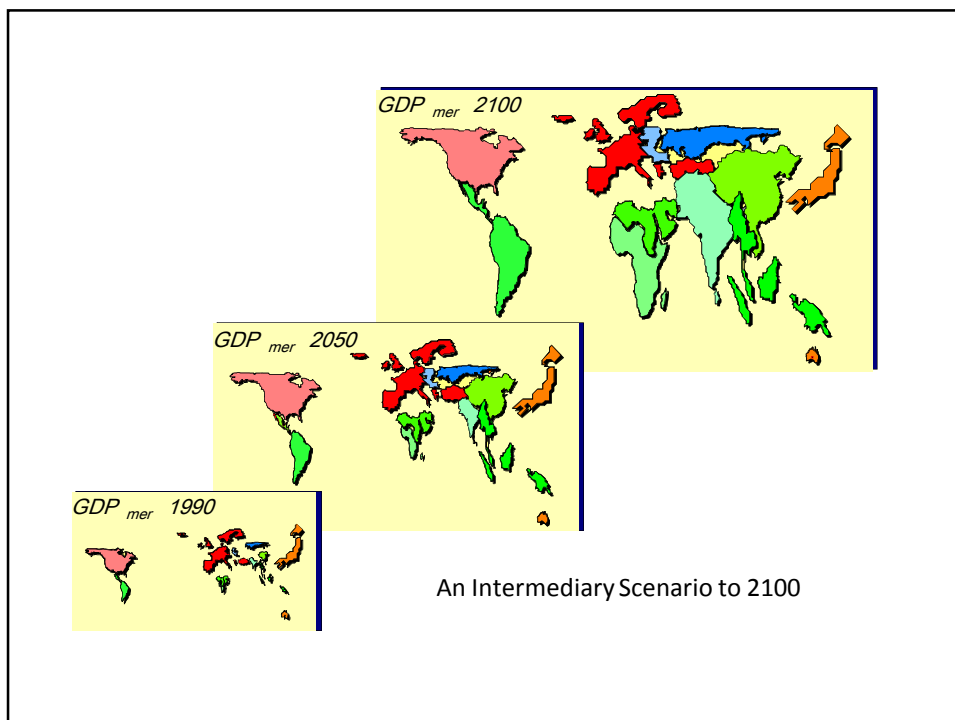 GDP mer 2100
GDP mer 2050
GDP mer 1990
An Intermediary Scenario to 2100